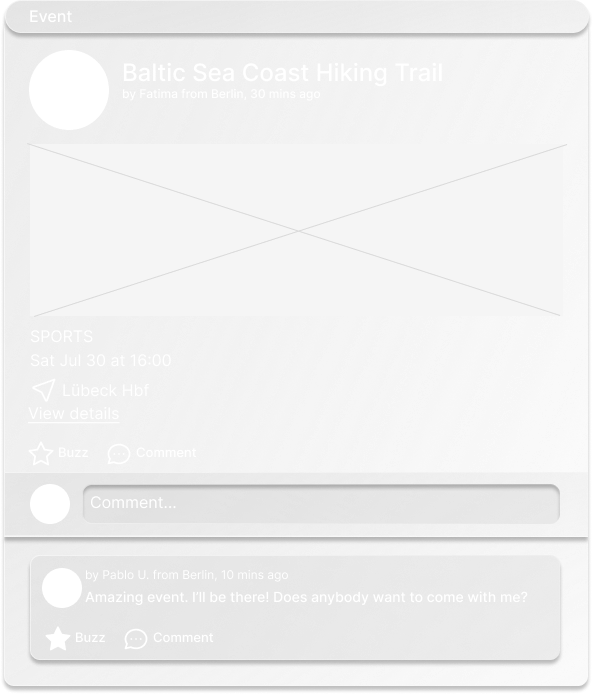 Event
Baltic Sea Coast Hiking Trail
by Fatima from Berlin, 30 mins ago
SPORTS
Sat Jul 30 at 16:00
Lübeck Hbf
View details
Buzz Comment
Comment...
by Pablo U. from Berlin, 10 mins ago
Amazing event. I'll be there! Does anybody want to come with me?
Buzz Comment